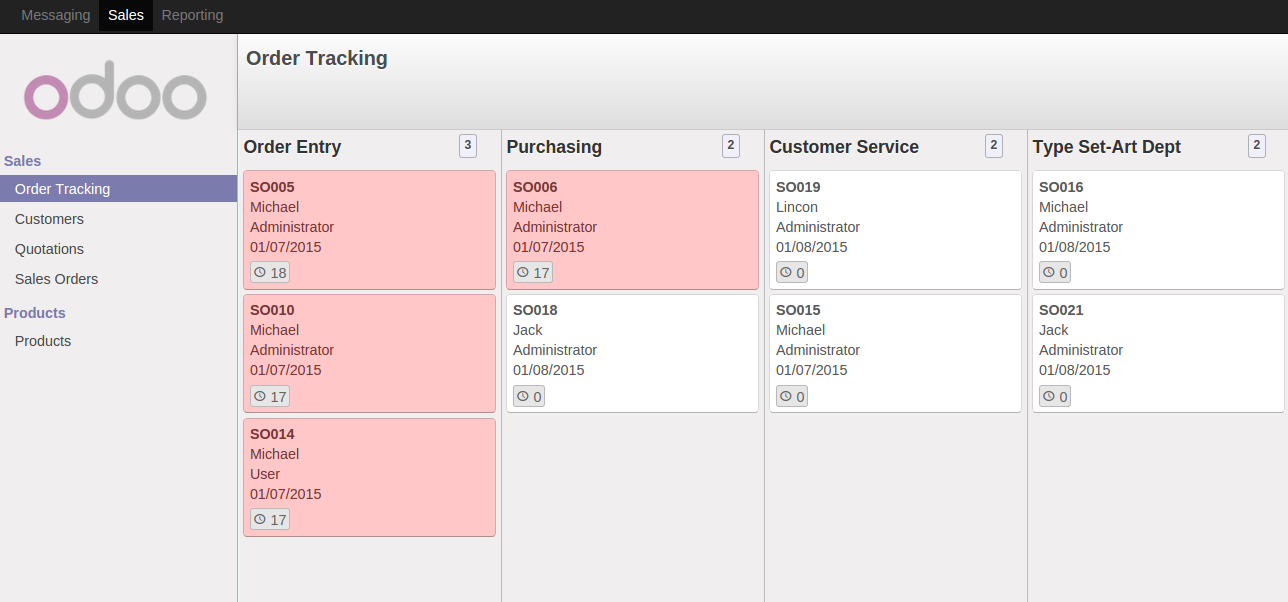 Messaging Sales Reporting
odoo
Sales
Order Tracking
Customers
Quotations
Sales Orders
Products
Products
Order Tracking
Order Entry 3
SO005
Michael
Administrator
01/07/2015
18
SO010
Michael
Administrator
01/07/2015
17
SO014
Michael
User
01/07/2015
17
Purchasing 2
SO006
Michael
Administrator
01/07/2015
17
SO018
Jack
Administrator
01/08/2015
0
Customer Service 2
SO019
Lincon
Administrator
01/08/2015
0
SO015
Michael
Administrator
01/07/2015
0
Type Set-Art Dept 2
SO016
Michael
Administrator
01/08/2015
0
SO021
Jack
Administrator
01/08/2015
0